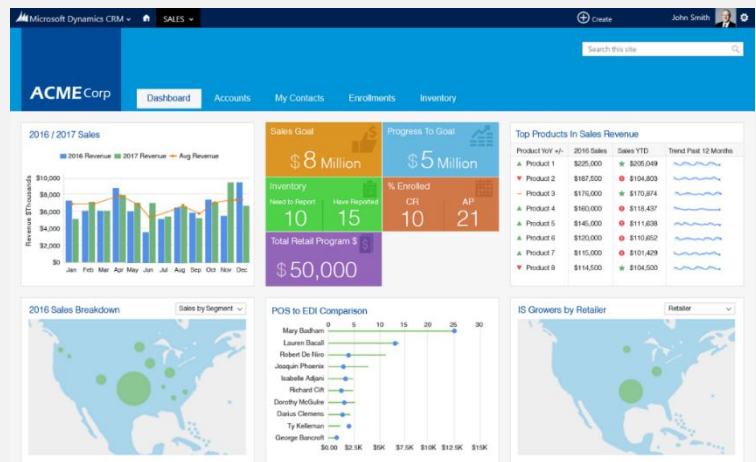 Microsoft Dynamics CRM
SALES
Create
John Smith
Search this site
ACME Corp
Dashboard
Accounts
My Contacts
Enrollments
Inventory
2016 / 2017 Sales
2016 Revenue 2017 Revenue Avg Revenue
Revenue $Thousands
$10,000
$8,000
$6,000
$4,000
$2,000
$0
Jan Feb Mar Apr May Jun Jul Aug Sep Oct Nov Dec
Sales Goal
$8 Million
Progress To Goal
$5 Million
Inventory
Need to Report Have Reported
10 15
% Enrolled
CR AP
10 21
Total Retail Program $
$50,000
Top Products In Sales Revenue
Product YoY +/- 2016 Sales Sales YTD Trend Past 12 Months
Product 1 $225,000 $205,049
Product 2 $187,500 $104,803
Product 3 $176,000 $170,874
Product 4 $160,000 $118,437
Product 5 $145,000 $111,638
Product 6 $120,000 $110,652
Product 7 $115,000 $101,429
Product 8 $114,500 $104,500
2016 Sales Breakdown
Sales by Segment
POS to EDI Comparison
0 5 10 15 20 25 30
Mary Badham
Lauren Bacall
Robert De Niro
Joaquin Phoenix
Isabelle Adjani
Richard Cift
Dorothy McGuire
Darius Clemens
Ty Kelleman
George Bancroft
$0.00 $2.5K $5K $7.5K $10K $12.5K $15K
IS Growers by Retailer
Retailer